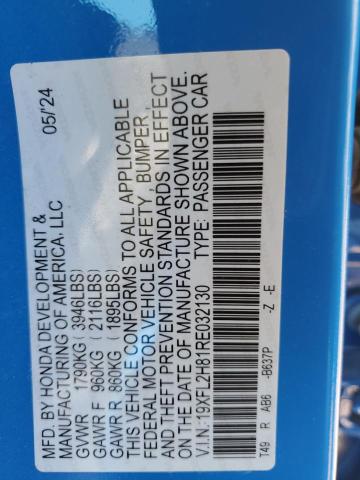 MFD. BY HONDA DEVELOPMENT & 05/'24
MANUFACTURING OF AMERICA, LLC
GVWR 1790KG (3946LBS)
GAWR F 960KG (2116LBS)
GAWR R 860KG (1895LBS)
THIS VEHICLE CONFORMS TO ALL APPLICABLE
FEDERAL MOTOR VEHICLE SAFETY, BUMPER,
AND THEFT PREVENTION STANDARDS IN EFFECT
ON THE DATE OF MANUFACTURE SHOWN ABOVE.
V.I.N: 19XFL2H61RE032130 TYPE: PASSENGER CAR
T49 R AB6 -B637P -Z -E